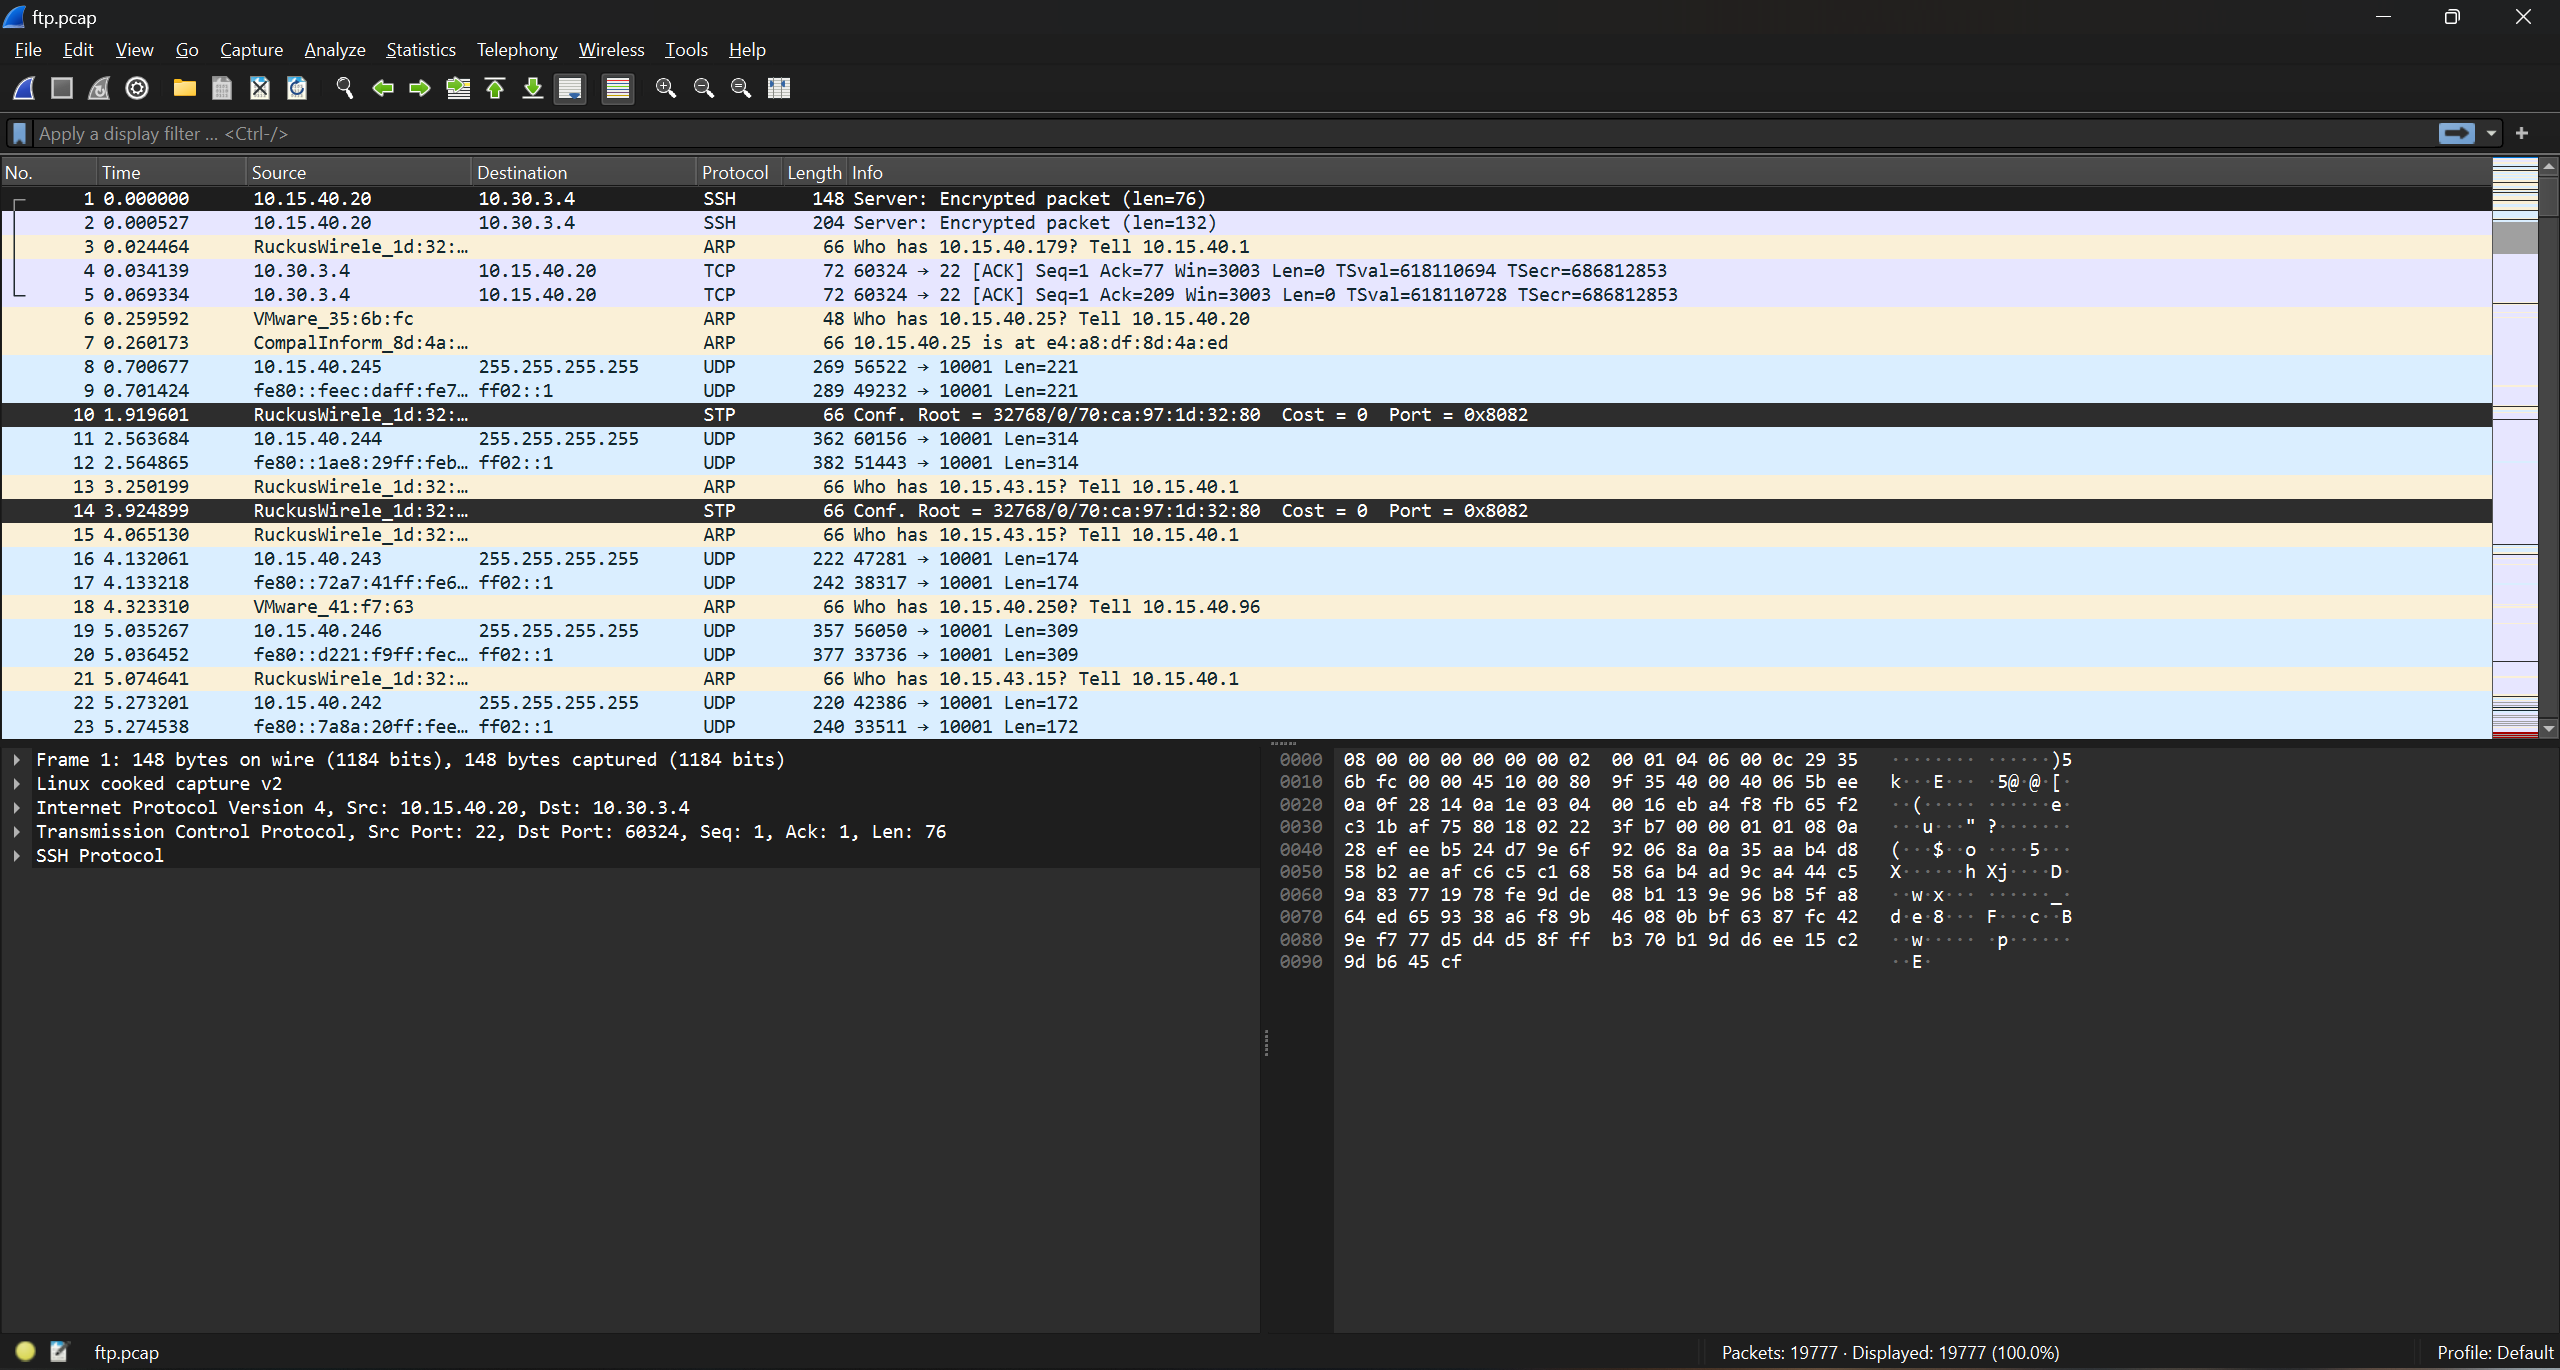 ftp.pcap
File Edit View Go Capture Analyze Statistics Telephony Wireless Tools Help
Apply a display filter ... <Ctrl-/>
No. Time Source Destination Protocol Length Info
1 0.000000 10.15.40.20 10.30.3.4 SSH 148 Server: Encrypted packet (len=76)
2 0.000527 10.15.40.20 10.30.3.4 SSH 204 Server: Encrypted packet (len=132)
3 0.024464 RuckusWirele_1d:32:… ARP 66 Who has 10.15.40.179? Tell 10.15.40.1
4 0.034139 10.30.3.4 10.15.40.20 TCP 72 60324 → 22 [ACK] Seq=1 Ack=77 Win=3003 Len=0 TSval=618110694 TSecr=686812853
5 0.069334 10.30.3.4 10.15.40.20 TCP 72 60324 → 22 [ACK] Seq=1 Ack=209 Win=3003 Len=0 TSval=618110728 TSecr=686812853
6 0.259592 VMware_35:6b:fc ARP 48 Who has 10.15.40.25? Tell 10.15.40.20
7 0.260173 CompalInform_8d:4a:… ARP 66 10.15.40.25 is at e4:a8:df:8d:4a:ed
8 0.700677 10.15.40.245 255.255.255.255 UDP 269 56522 → 10001 Len=221
9 0.701424 fe80::feec:daff:fe7… ff02::1 UDP 289 49232 → 10001 Len=221
10 1.919601 RuckusWirele_1d:32:… STP 66 Conf. Root = 32768/0/70:ca:97:1d:32:80 Cost = 0 Port = 0x8082
11 2.563684 10.15.40.244 255.255.255.255 UDP 362 60156 → 10001 Len=314
12 2.564865 fe80::1ae8:29ff:feb… ff02::1 UDP 382 51443 → 10001 Len=314
13 3.250199 RuckusWirele_1d:32:… ARP 66 Who has 10.15.43.15? Tell 10.15.40.1
14 3.924899 RuckusWirele_1d:32:… STP 66 Conf. Root = 32768/0/70:ca:97:1d:32:80 Cost = 0 Port = 0x8082
15 4.065130 RuckusWirele_1d:32:… ARP 66 Who has 10.15.43.15? Tell 10.15.40.1
16 4.132061 10.15.40.243 255.255.255.255 UDP 222 47281 → 10001 Len=174
17 4.133218 fe80::72a7:41ff:fe6… ff02::1 UDP 242 38317 → 10001 Len=174
18 4.323310 VMware_41:f7:63 ARP 66 Who has 10.15.40.250? Tell 10.15.40.96
19 5.035267 10.15.40.246 255.255.255.255 UDP 357 56050 → 10001 Len=309
20 5.036452 fe80::d221:f9ff:fec… ff02::1 UDP 377 33736 → 10001 Len=309
21 5.074641 RuckusWirele_1d:32:… ARP 66 Who has 10.15.43.15? Tell 10.15.40.1
22 5.273201 10.15.40.242 255.255.255.255 UDP 220 42386 → 10001 Len=172
23 5.274538 fe80::7a8a:20ff:fee… ff02::1 UDP 240 33511 → 10001 Len=172
Frame 1: 148 bytes on wire (1184 bits), 148 bytes captured (1184 bits)
Linux cooked capture v2
Internet Protocol Version 4, Src: 10.15.40.20, Dst: 10.30.3.4
Transmission Control Protocol, Src Port: 22, Dst Port: 60324, Seq: 1, Ack: 1, Len: 76
SSH Protocol
0000 08 00 00 00 00 00 00 02 00 01 04 06 00 0c 29 35 ········ ······)5
0010 6b fc 00 00 45 10 00 80 9f 35 40 00 40 06 5b ee k···E··· ·5@·@·[·
0020 0a 0f 28 14 0a 1e 03 04 00 16 eb a4 f8 fb 65 f2 ··(····· ······e·
0030 c3 1b af 75 80 18 02 22 3f b7 00 00 01 01 08 0a ···u···" ?·······
0040 28 ef ee b5 24 d7 9e 6f 92 06 8a 0a 35 aa b4 d8 (···$··o ····5···
0050 58 b2 ae af c6 c5 c1 68 58 6a b4 ad 9c a4 44 c5 X······h Xj····D·
0060 9a 83 77 19 78 fe 9d de 08 b1 13 9e 96 b8 5f a8 ··w·x··· ······_·
0070 64 ed 65 93 38 a6 f8 9b 46 08 0b bf 63 87 fc 42 d·e·8··· F···c··B
0080 9e f7 77 d5 d4 d5 8f ff b3 70 b1 9d d6 ee 15 c2 ··w····· ·p······
0090 9d b6 45 cf ··E·
ftp.pcap Packets: 19777 · Displayed: 19777 (100.0%) Profile: Default